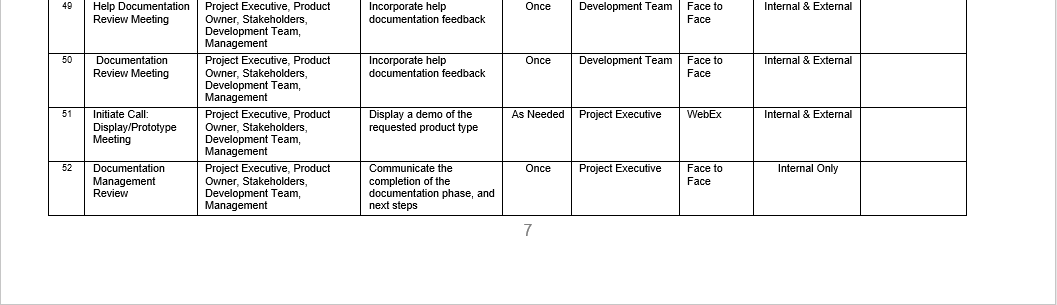 49 Help Documentation Project Executive, Product Incorporate help Once Development Team Face to Internal & External
Review Meeting Owner, Stakeholders, documentation feedback Face
Development Team,
Management
50 Documentation Project Executive, Product Incorporate help Once Development Team Face to Internal & External
Review Meeting Owner, Stakeholders, documentation feedback Face
Development Team,
Management
51 Initiate Call: Project Executive, Product Display a demo of the As Needed Project Executive WebEx Internal & External
Display/Prototype Owner, Stakeholders, requested product type
Meeting Development Team,
Management
52 Documentation Project Executive, Product Communicate the Once Project Executive Face to Internal Only
Management Owner, Stakeholders, completion of the Face
Review Development Team, documentation phase, and
Management next steps
7